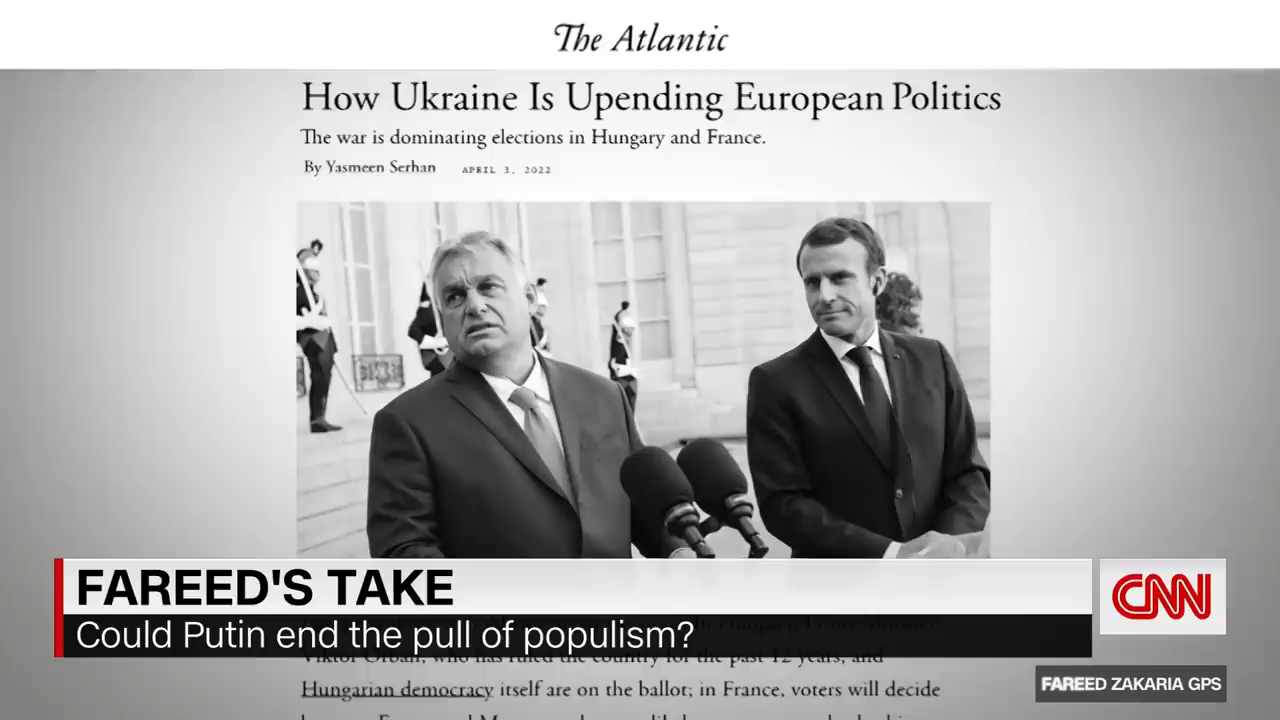 The Atlantic
How Ukraine Is Upending European Politics
The war is dominating elections in Hungary and France.
By Yasmeen Serhan APRIL 3, 2022
FAREED'S TAKE
CNN
Could Putin end the pull of populism?
Viktor Orbán, who has ruled the country for the past 12 years, and
Hungarian democracy itself are on the ballot; in France, voters will decide
FAREED ZAKARIA GPS